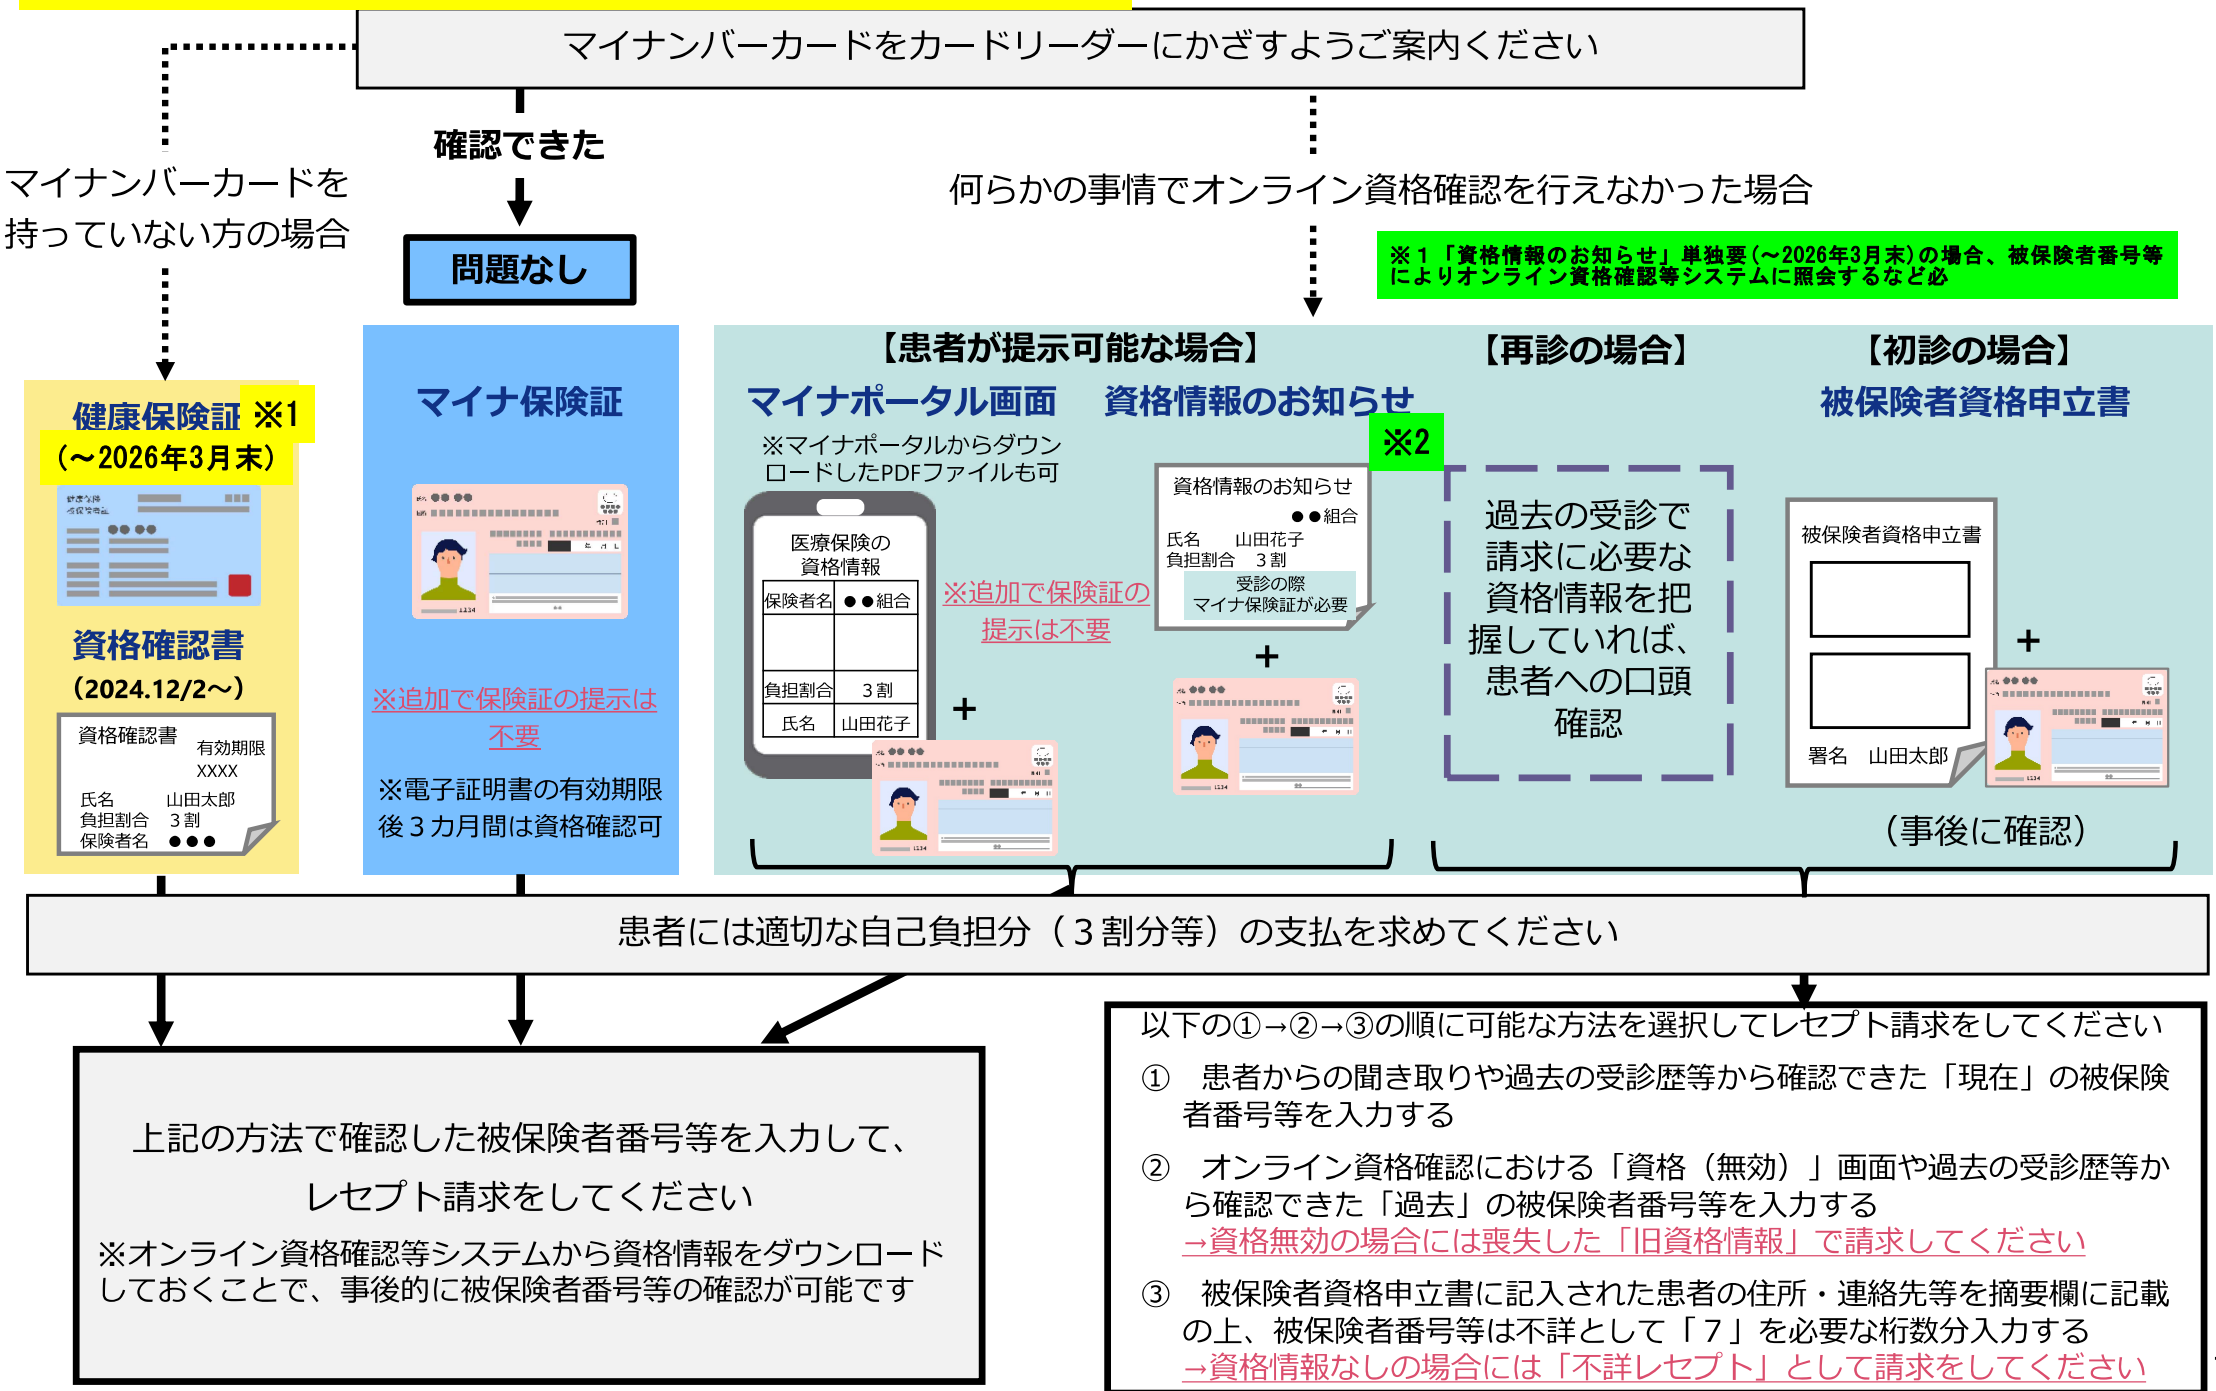 マイナンバーカードをカードリーダーにかざすようご案内ください
確認できた
マイナンバーカードを
持っていない方の場合
何らかの事情でオンライン資格確認を行えなかった場合
問題なし
※1「資格情報のお知らせ」単独要(～2026年3月末)の場合、被保険者番号等
によりオンライン資格確認等システムに照会するなど必
健康保険証
※1
(～2026年3月末)
健康保険
被保険者証
資格確認書
(2024.12/2～)
資格確認書
有効期限
XXXX
氏名 山田太郎
負担割合 3割
保険者名 ●●●
マイナ保険証
1234
※追加で保険証の提示は
不要
※電子証明書の有効期限
後3カ月間は資格確認可
【患者が提示可能な場合】
マイナポータル画面
※マイナポータルからダウン
ロードしたPDFファイルも可
医療保険の
資格情報
保険者名 ●●組合
負担割合 3割
氏名 山田花子
+
1234
※追加で保険証の
提示は不要
資格情報のお知らせ
※2
資格情報のお知らせ
●●組合
氏名 山田花子
負担割合 3割
受診の際
マイナ保険証が必要
+
1234
【再診の場合】
過去の受診で
請求に必要な
資格情報を把
握していれば、
患者への口頭
確認
【初診の場合】
被保険者資格申立書
被保険者資格申立書
署名 山田太郎
+
1234
(事後に確認)
患者には適切な自己負担分（3割分等）の支払を求めてください
上記の方法で確認した被保険者番号等を入力して、
レセプト請求をしてください
※オンライン資格確認等システムから資格情報をダウンロード
しておくことで、事後的に被保険者番号等の確認が可能です
以下の①→②→③の順に可能な方法を選択してレセプト請求をしてください
① 患者からの聞き取りや過去の受診歴等から確認できた「現在」の被保険
者番号等を入力する
② オンライン資格確認における「資格（無効）」画面や過去の受診歴等か
ら確認できた「過去」の被保険者番号等を入力する
→資格無効の場合には喪失した「旧資格情報」で請求してください
③ 被保険者資格申立書に記入された患者の住所・連絡先等を摘要欄に記載
の上、被保険者番号等は不詳として「７」を必要な桁数分入力する
→資格情報なしの場合には「不詳レセプト」として請求をしてください